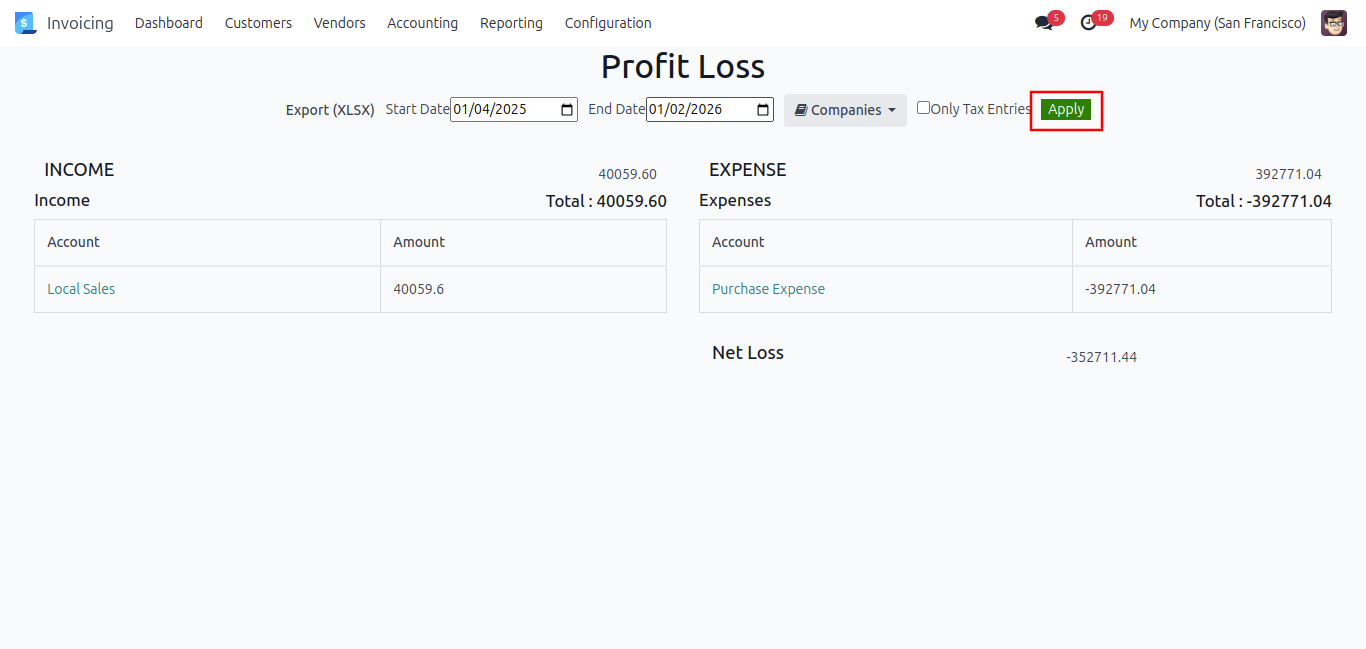 Invoicing Dashboard Customers Vendors Accounting Reporting Configuration 5 19 My Company (San Francisco)
Profit Loss
Export (XLSX) Start Date 01/04/2025 End Date 01/02/2026 Companies Only Tax Entries Apply
INCOME 40059.60
Income Total : 40059.60
Account Amount
Local Sales 40059.6
EXPENSE 392771.04
Expenses Total : -392771.04
Account Amount
Purchase Expense -392771.04
Net Loss -352711.44